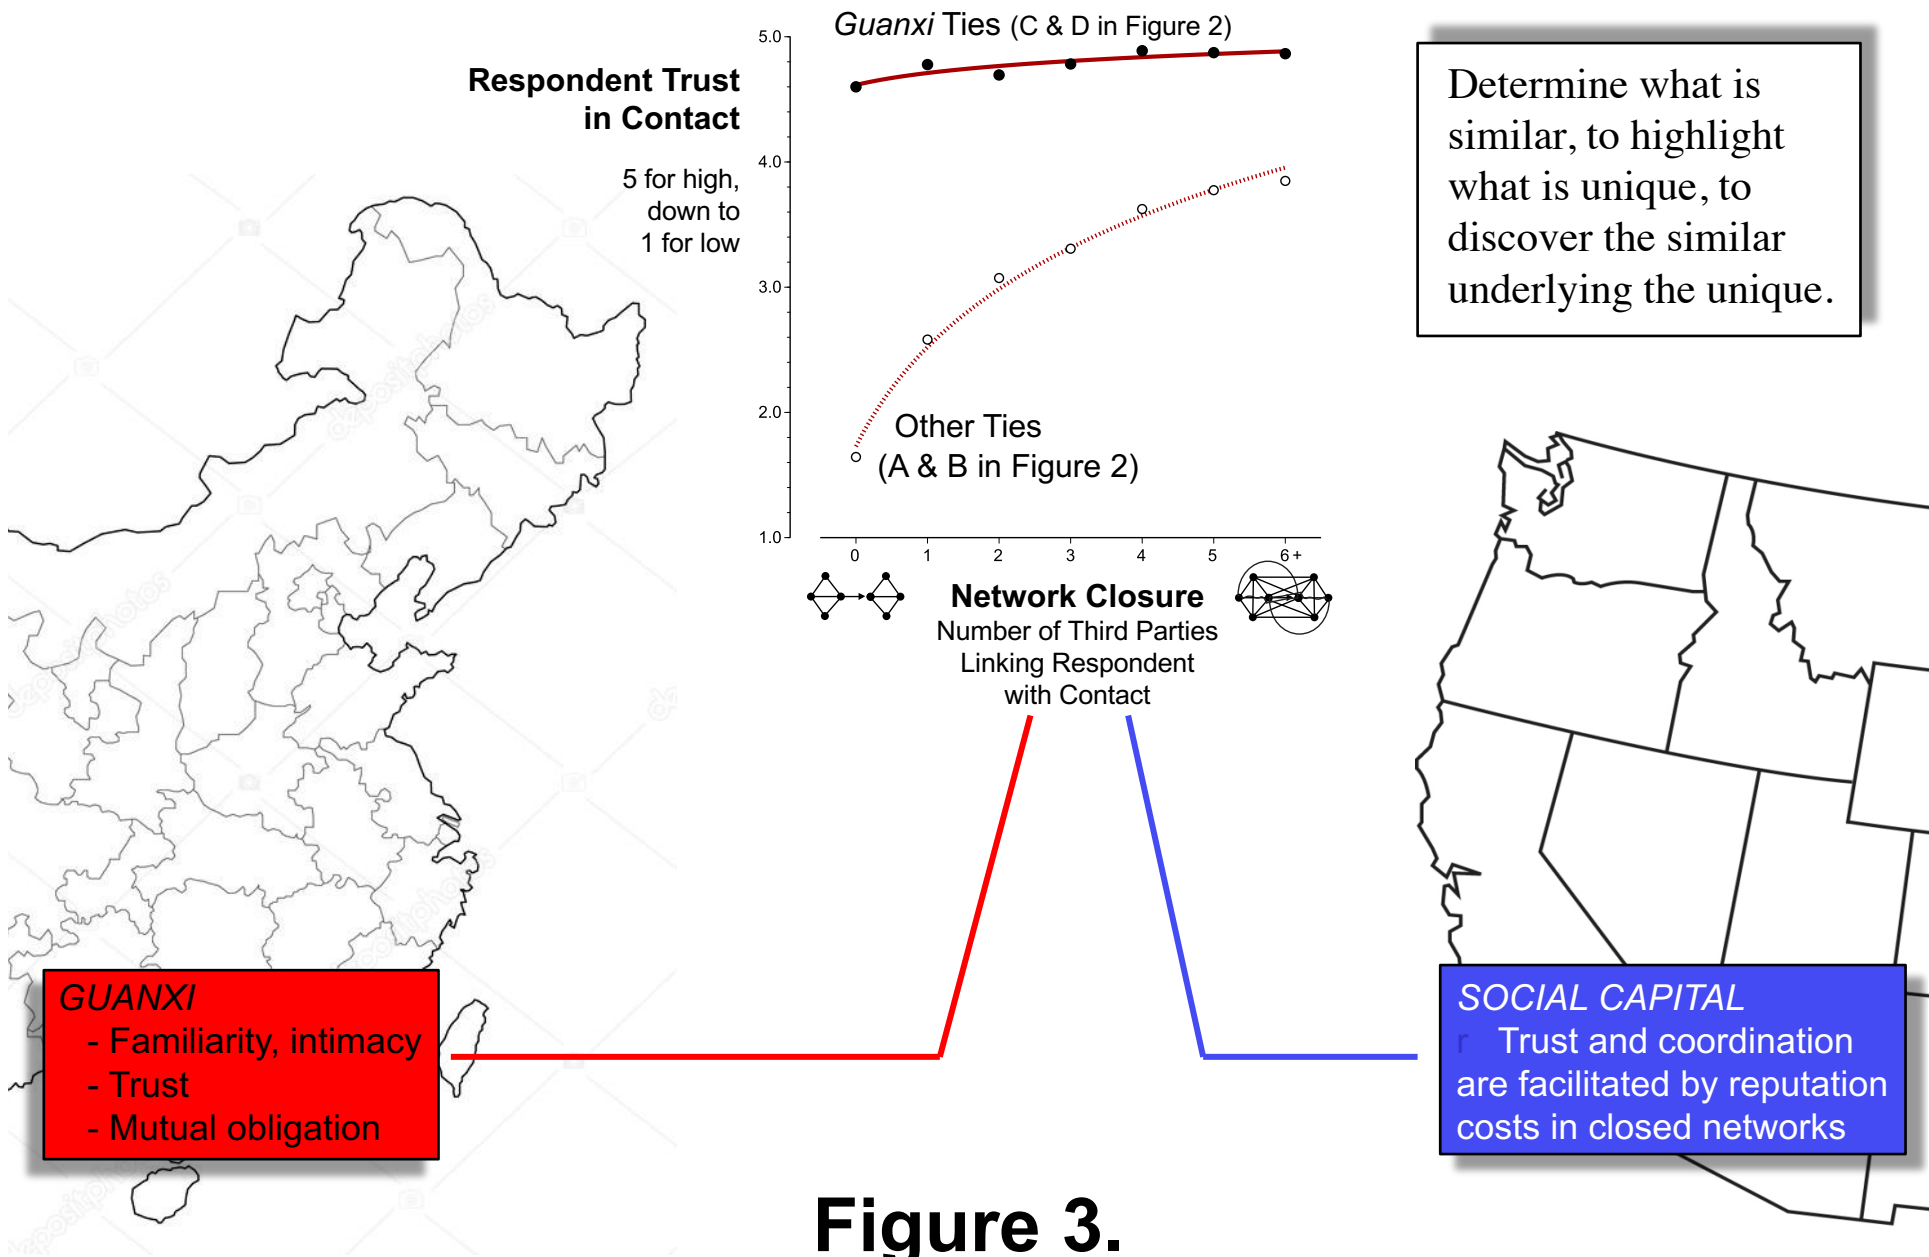 Guanxi Ties (C & D in Figure 2)
Respondent Trust
in Contact
5 for high,
down to
1 for low
5.0
4.0
3.0
2.0
1.0
Other Ties
(A & B in Figure 2)
0 1 2 3 4 5 6+
Network Closure
Number of Third Parties
Linking Respondent
with Contact
Determine what is
similar, to highlight
what is unique, to
discover the similar
underlying the unique.
GUANXI
- Familiarity, intimacy
- Trust
- Mutual obligation
SOCIAL CAPITAL
r Trust and coordination
are facilitated by reputation
costs in closed networks
Figure 3.
depositphotos
depositphotos
depositphotos
depositphotos